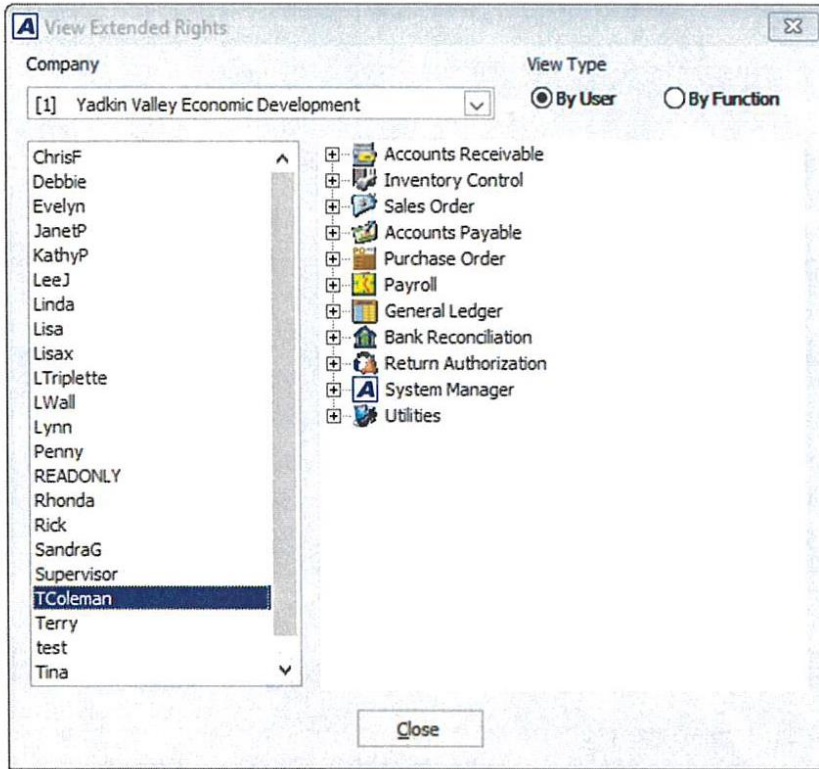 A View Extended Rights
Company
View Type
[1] Yadkin Valley Economic Development
By User
By Function
ChrisF
Debbie
Evelyn
JanetP
KathyP
LeeJ
Linda
Lisa
Lisax
LTriplette
LWall
Lynn
Penny
READONLY
Rhonda
Rick
SandraG
Supervisor
TColeman
Terry
test
Tina
Accounts Receivable
Inventory Control
Sales Order
Accounts Payable
Purchase Order
Payroll
General Ledger
Bank Reconciliation
Return Authorization
A System Manager
Utilities
Close